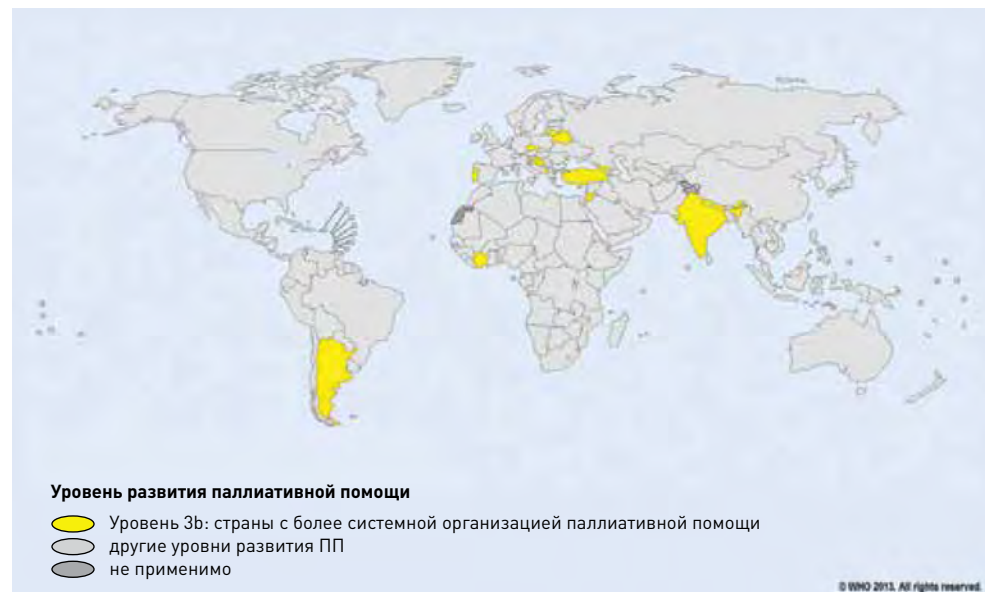 Уровень развития паллиативной помощи
Уровень 3b: страны с более системной организацией паллиативной помощи
другие уровни развития ПП
не применимо
© WHO 2013. All rights reserved.